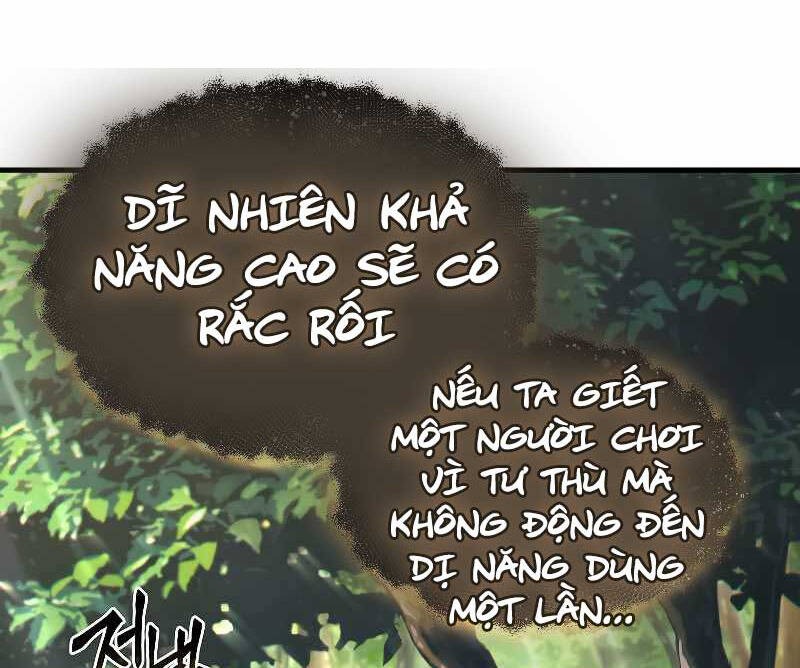 DĨ NHIÊN KHẢ
NĂNG CAO SẼ CÓ
RẮC RỐI
NẾU TA GIẾT
MỘT NGƯỜI CHƠI
VÌ TƯ THÙ MÀ
KHÔNG ĐỘNG ĐẾN
DỊ NĂNG DÙNG
MỘT LẦN...